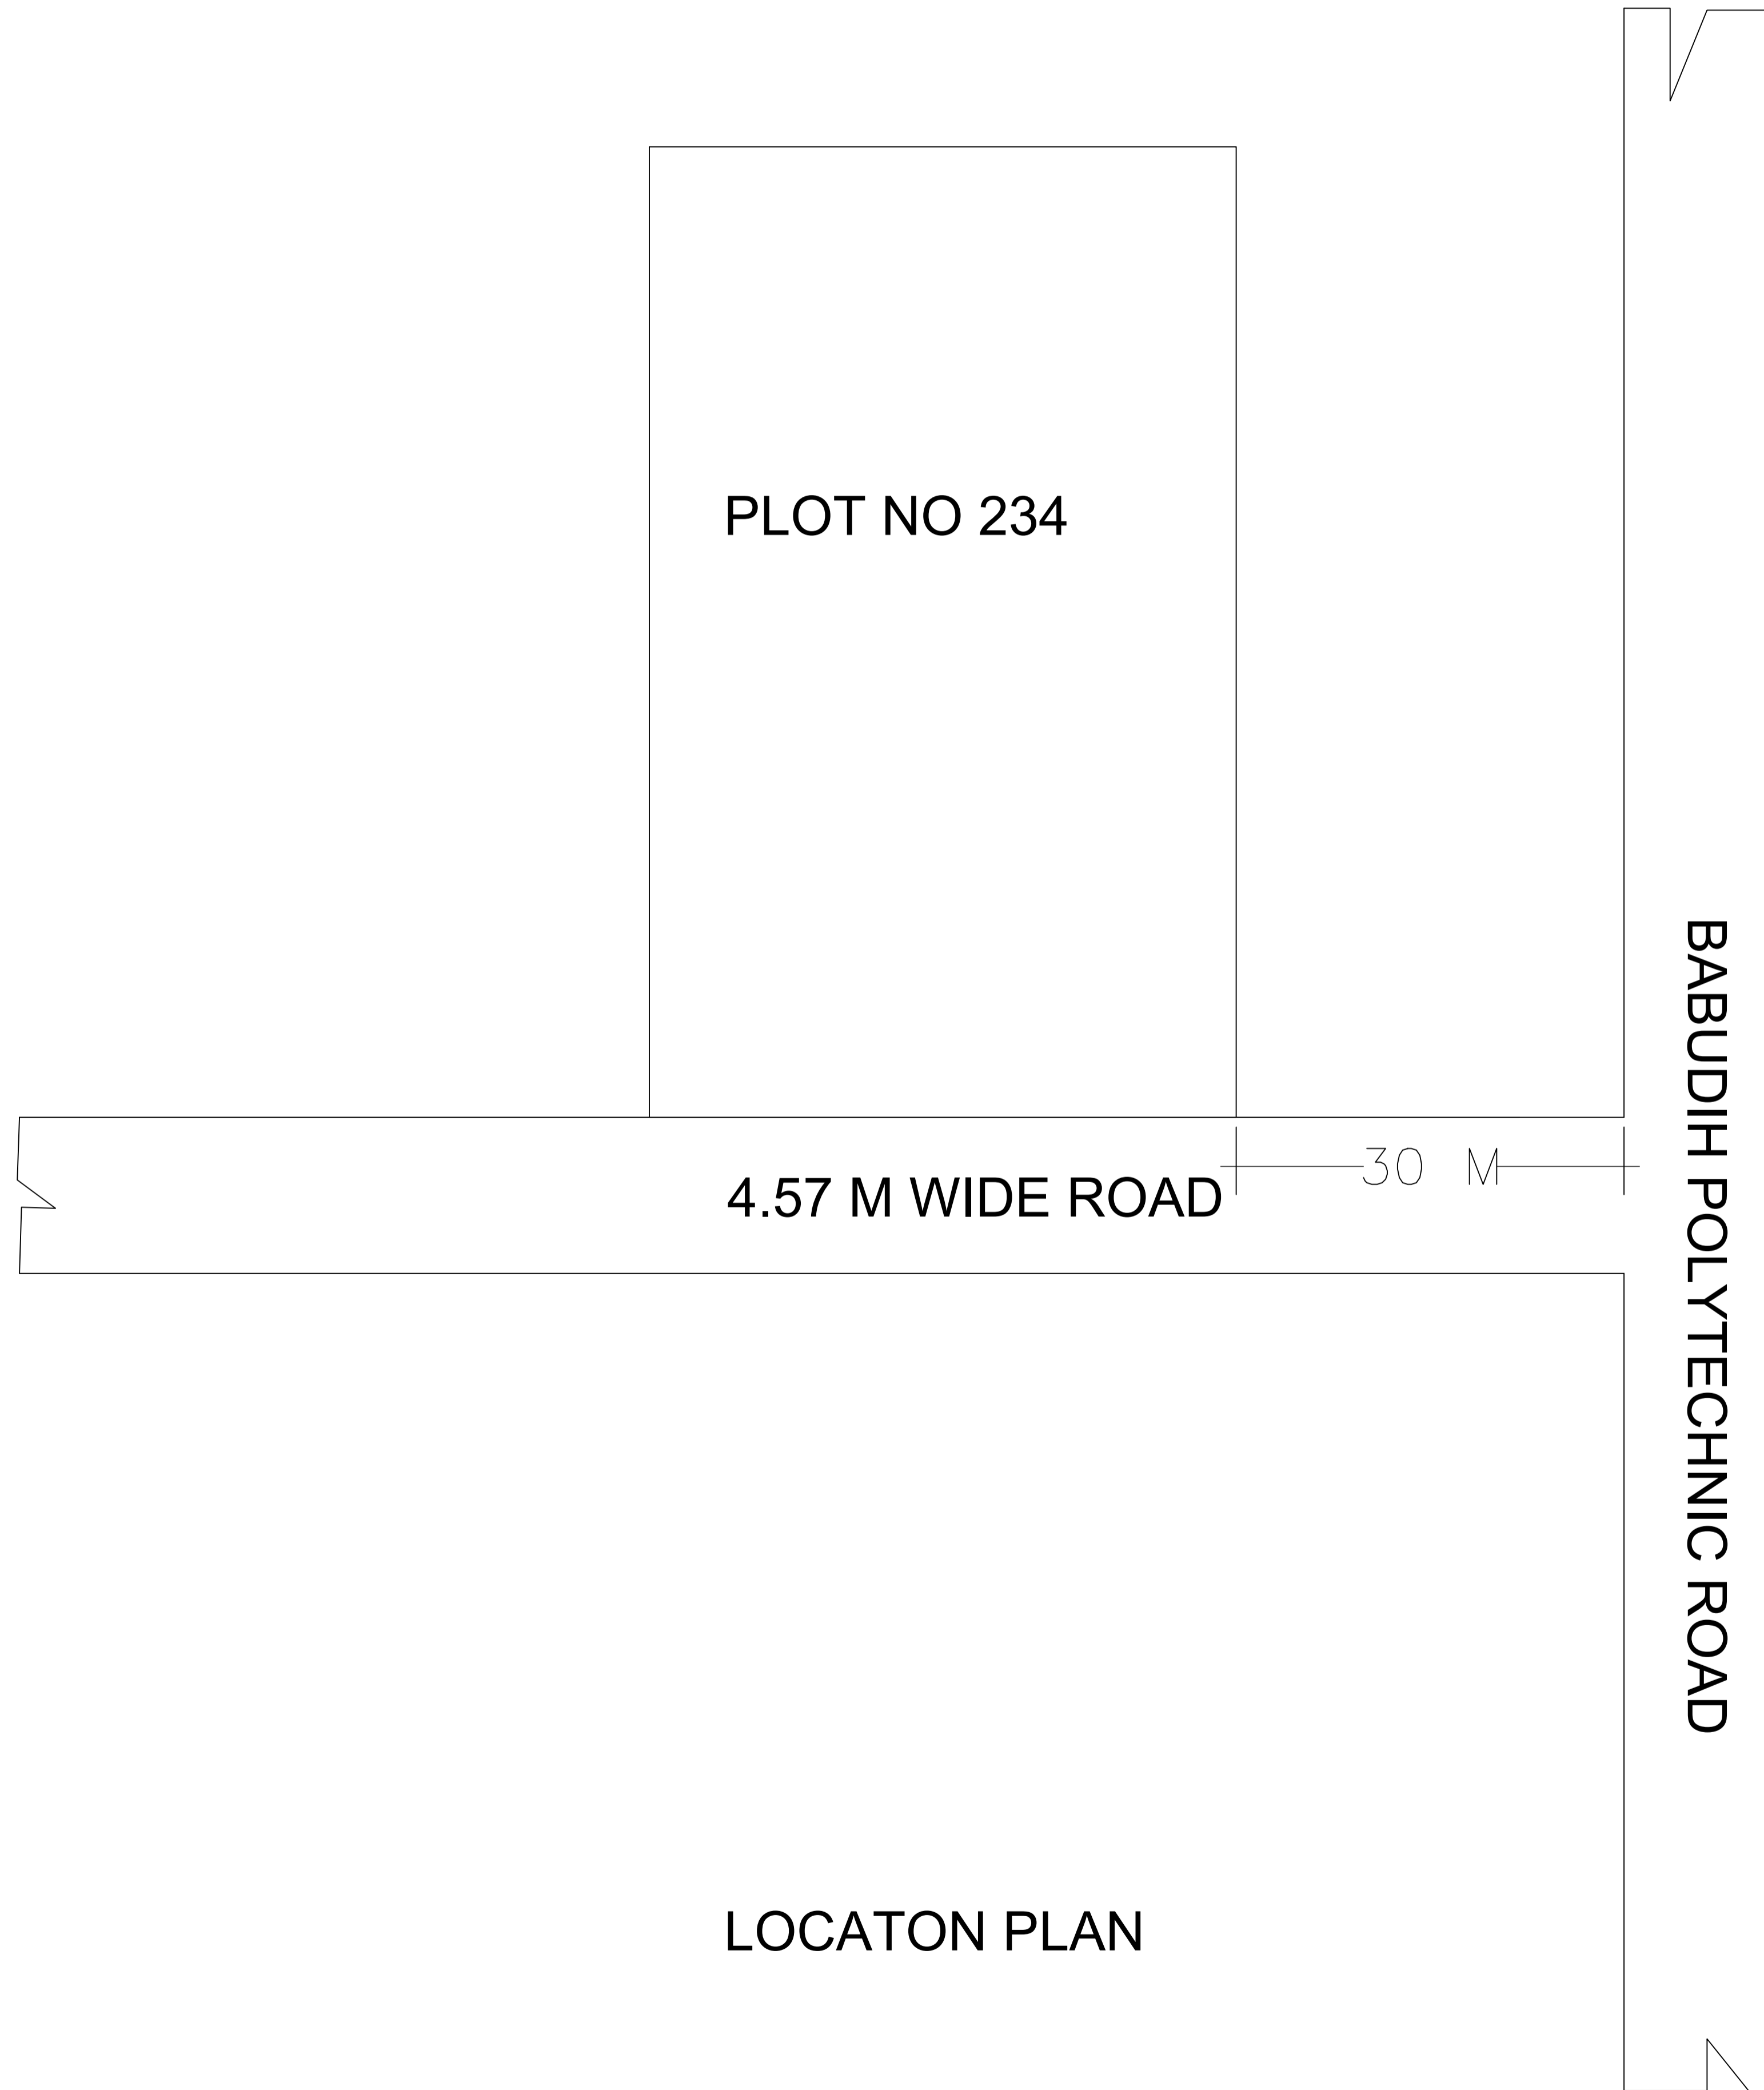 PLOT NO 234
30 M
4.57 M WIDE ROAD
BABUDIH POLYTECHNIC ROAD
LOCATON PLAN